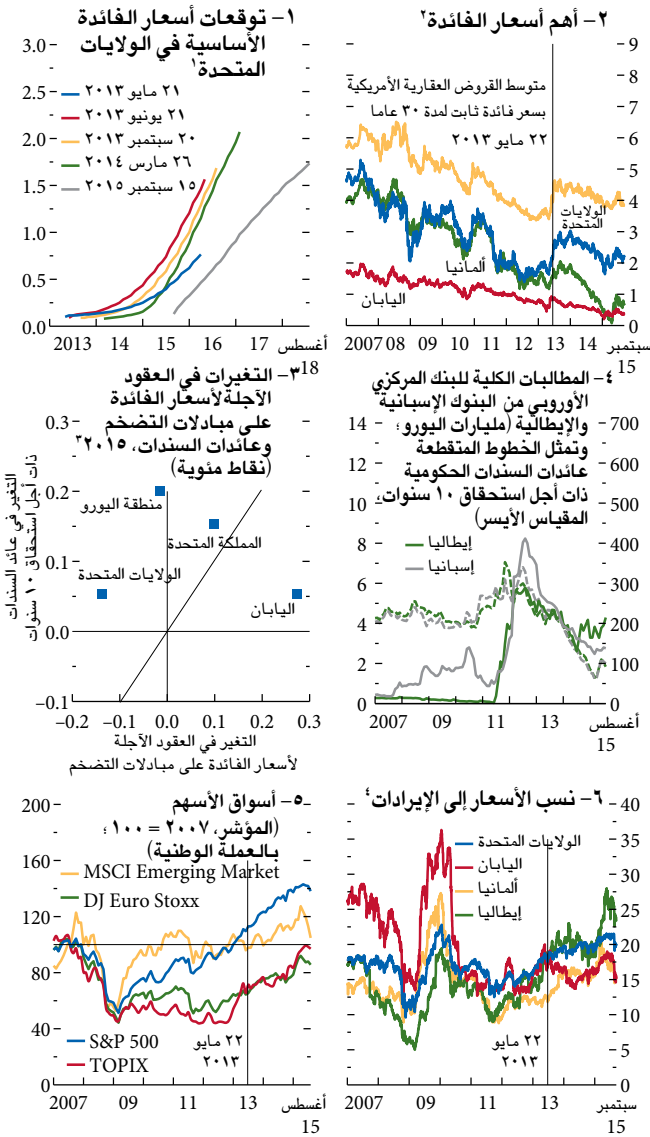 ١- توقعات أسعار الفائدة
الأساسية في الولايات
المتحدة١
3.0
2.5
2.0
1.5
1.0
0.5
0.0
٢١ مايو ٢٠١٣
٢١ يونيو ٢٠١٣
٢٠ سبتمبر ٢٠١٣
٢٦ مارس ٢٠١٤
١٥ سبتمبر ٢٠١٥
2013 14 15 16 17 أغسطس
18
٢- أهم أسعار الفائدة٢
9
8
7
6
5
4
3
2
1
0
متوسط القروض العقارية الأمريكية
بسعر فائدة ثابت لمدة ٣٠ عاما
٢٢ مايو ٢٠١٣
الولايات
المتحدة
ألمانيا
اليابان
2007 08 09 10 11 12 13 14 سبتمبر
15
٣- التغيرات في العقود
الآجلة لأسعار الفائدة
على مبادلات التضخم
وعائدات السندات، ٢٠١٥٣
(نقاط مئوية)
التغير في عائد السندات
ذات أجل استحقاق ١٠ سنوات
0.3
0.2
0.1
0.0
–0.1
منطقة اليورو
المملكة المتحدة
الولايات المتحدة
اليابان
–0.2 –0.1 0.0 0.1 0.2 0.3
التغير في العقود الآجلة
لأسعار الفائدة على مبادلات التضخم
٤- المطالبات الكلية للبنك المركزي
الأوروبي من البنوك الإسبانية
والإيطالية (مليارات اليورو؛
وتمثل الخطوط المتقطعة
عائدات السندات الحكومية
ذات أجل استحقاق ١٠ سنوات،
المقياس الأيسر)
14
12
10
8
6
4
2
0
700
600
500
400
300
200
100
0
إيطاليا
إسبانيا
2007 09 10 12 13 أغسطس
15
٥- أسواق الأسهم
(المؤشر، ٢٠٠٧ = ١٠٠؛
بالعملة الوطنية)
200
160
120
80
40
0
MSCI Emerging Market
DJ Euro Stoxx
S&P 500
TOPIX
٢٢ مايو
٢٠١٣
2007 09 11 13 أغسطس
15
٦- نسب الأسعار إلى الإيرادات٤
40
35
30
25
20
15
10
5
0
الولايات المتحدة
اليابان
ألمانيا
إيطاليا
٢٢ مايو
٢٠١٣
2007 09 11 13 سبتمبر
15